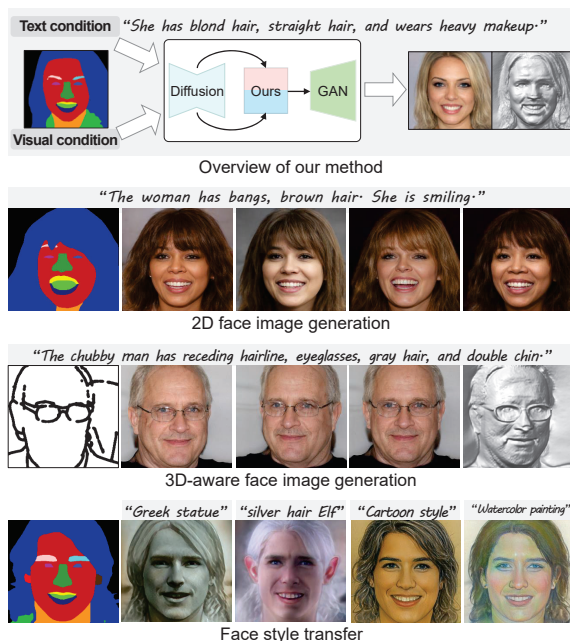 Text condition
“She has blond hair, straight hair, and wears heavy makeup.”
Visual condition
Diffusion
Ours
GAN
Overview of our method
“The woman has bangs, brown hair. She is smiling.”
2D face image generation
“The chubby man has receding hairline, eyeglasses, gray hair, and double chin.”
3D-aware face image generation
“Greek statue”
“silver hair Elf”
“Cartoon style”
“Watercolor painting”
Face style transfer